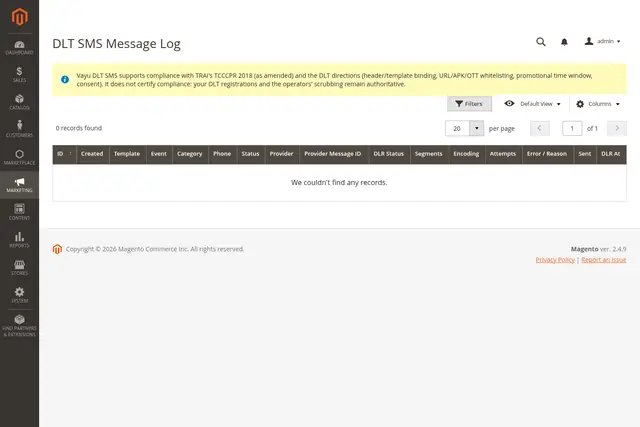 DLT SMS Message Log
admin
Vayu DLT SMS supports compliance with TRAI's TCCCPR 2018 (as amended) and the DLT directions (header/template binding, URL/APK/OTT whitelisting, promotional time window,
consent). It does not certify compliance: your DLT registrations and the operators' scrubbing remain authoritative.
Filters
Default View
Columns
0 records found
20
per page
1
of 1
ID ↑ Created Template Event Category Phone Status Provider Provider Message ID DLR Status Segments Encoding Attempts Error / Reason Sent DLR At
We couldn't find any records.
DASHBOARD
SALES
CATALOG
CUSTOMERS
MARKETPLACE
MARKETING
CONTENT
REPORTS
STORES
SYSTEM
FIND PARTNERS
& EXTENSIONS
Copyright © 2026 Magento Commerce Inc. All rights reserved.
Magento ver. 2.4.9
Privacy Policy | Report an Issue